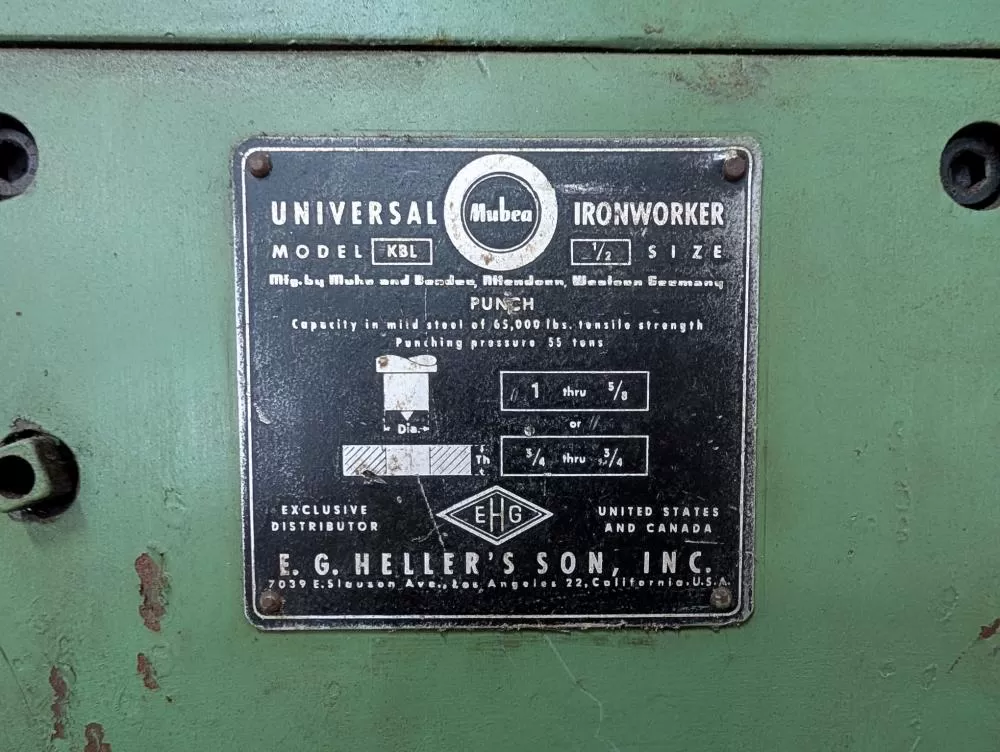 UNIVERSAL Mubea IRONWORKER
MODEL KBL 1/2 SIZE
Mfg. by Muhr and Bender, Attendorn, Western Germany
PUNCH
Capacity in mild steel of 65,000 lbs. tensile strength
Punching pressure 55 tons
1 thru 5/8
Dia.
or
Th
3/4 thru 3/4
EXCLUSIVE DISTRIBUTOR
EHG
UNITED STATES AND CANADA
E. G. HELLER'S SON, INC.
7039 E. Slauson Ave., Los Angeles 22, California, U.S.A.